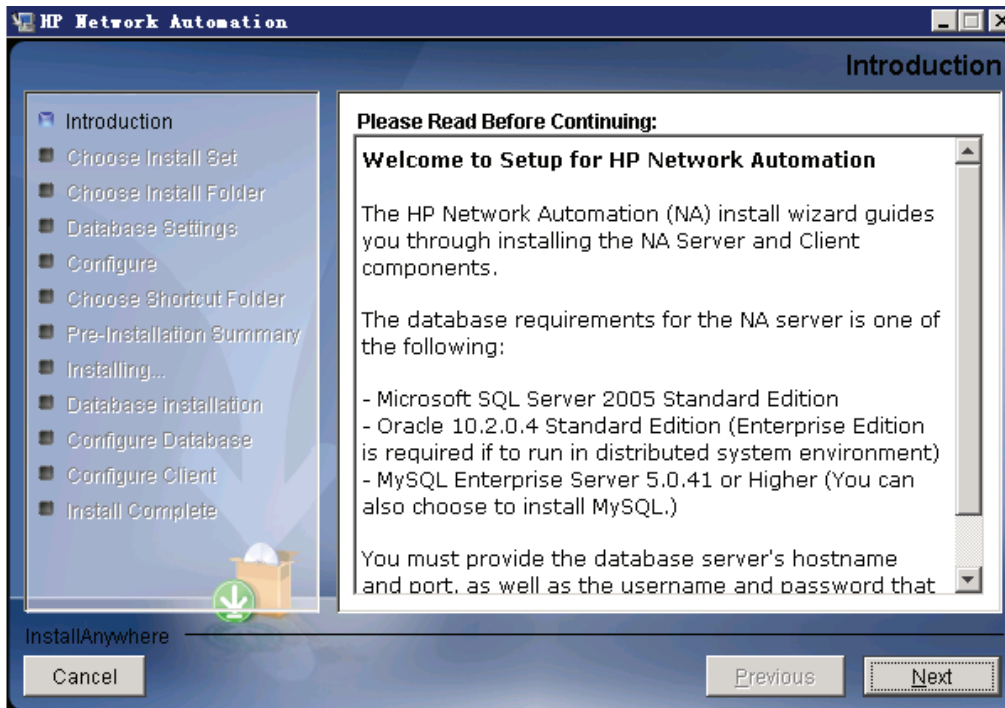 HP Network Automation
Introduction
Introduction
Choose Install Set
Choose Install Folder
Database Settings
Configure
Choose Shortcut Folder
Pre-Installation Summary
Installing...
Database installation
Configure Database
Configure Client
Install Complete
Please Read Before Continuing:
Welcome to Setup for HP Network Automation
The HP Network Automation (NA) install wizard guides
you through installing the NA Server and Client
components.
The database requirements for the NA server is one of
the following:
- Microsoft SQL Server 2005 Standard Edition
- Oracle 10.2.0.4 Standard Edition (Enterprise Edition
is required if to run in distributed system environment)
- MySQL Enterprise Server 5.0.41 or Higher (You can
also choose to install MySQL.)
You must provide the database server's hostname
and port, as well as the username and password that
InstallAnywhere
Cancel
Previous
Next